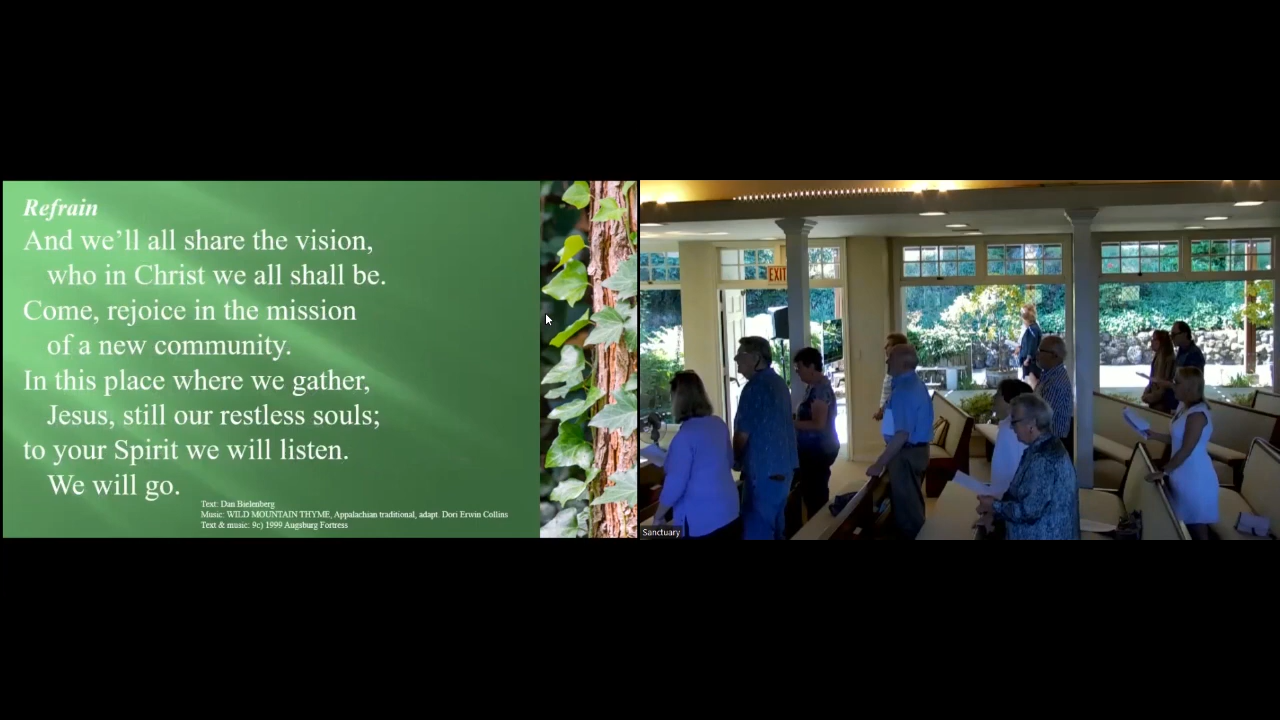 Refrain
And we’ll all share the vision,
who in Christ we all shall be.
Come, rejoice in the mission
of a new community.
In this place where we gather,
Jesus, still our restless souls;
to your Spirit we will listen.
We will go.
Text: Dan Bielenberg
Music: WILD MOUNTAIN THYME, Appalachian traditional, adapt. Dori Erwin Collins
Text & music: 9c) 1999 Augsburg Fortress
EXIT
Sanctuary